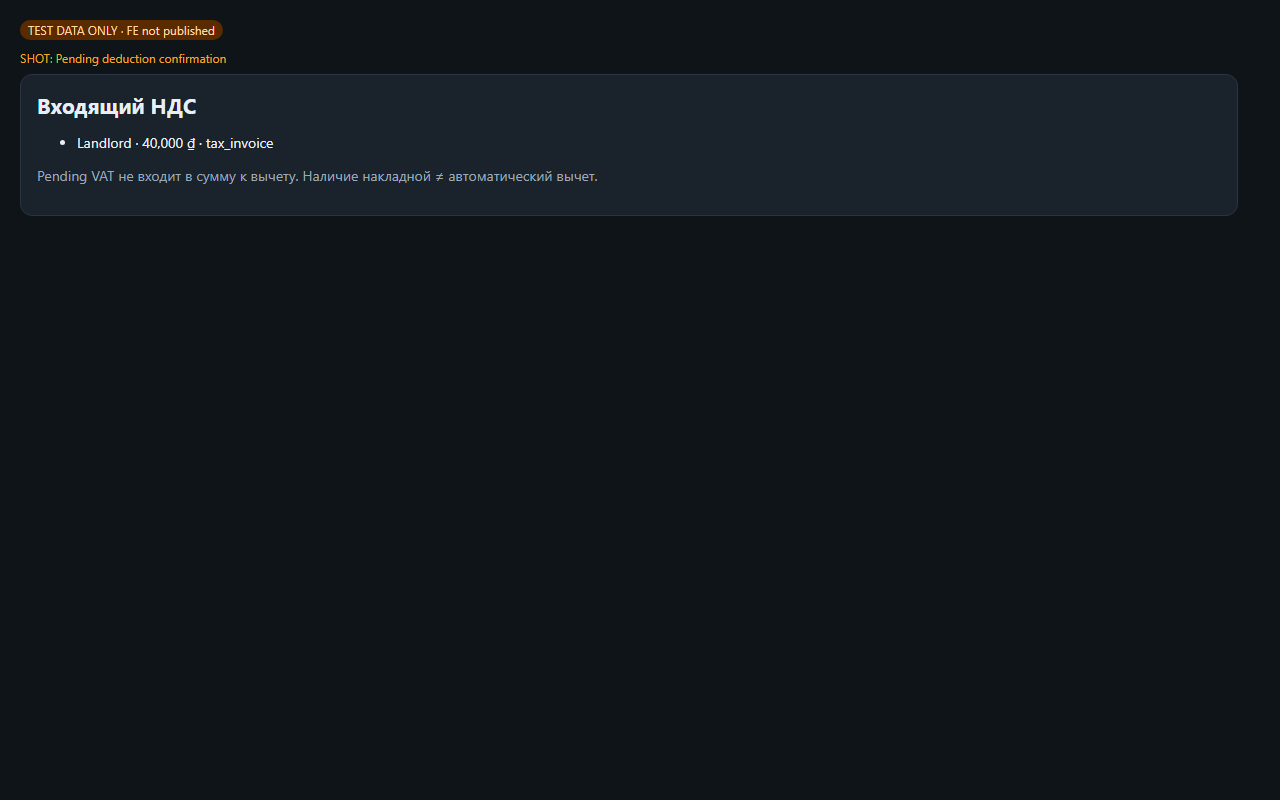 TEST DATA ONLY · FE not published
SHOT: Pending deduction confirmation
Входящий НДС
• Landlord · 40,000 ₫ · tax_invoice
Pending VAT не входит в сумму к вычету. Наличие накладной ≠ автоматический вычет.